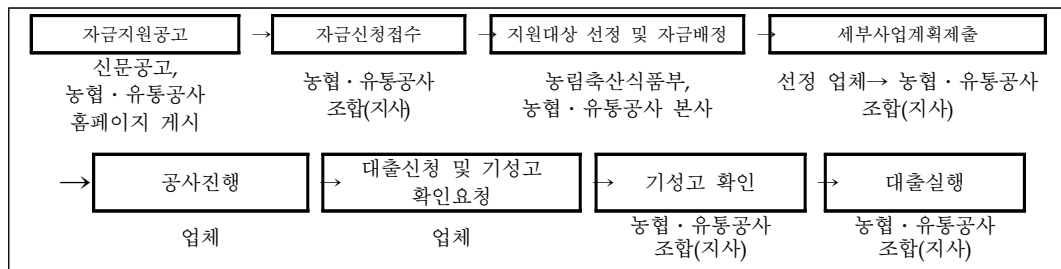 자금지원공고 → 자금신청접수 → 지원대상 선정 및 자금배정 → 세부사업계획제출
신문공고,
농협・유통공사
홈페이지 게시
농협・유통공사
조합(지사)
농림축산식품부,
농협・유통공사 본사
선정 업체→ 농협・유통공사
조합(지사)
→ 공사진행 → 대출신청 및 기성고
확인요청 → 기성고 확인 → 대출실행
업체
업체
농협・유통공사
조합(지사)
농협・유통공사
조합(지사)